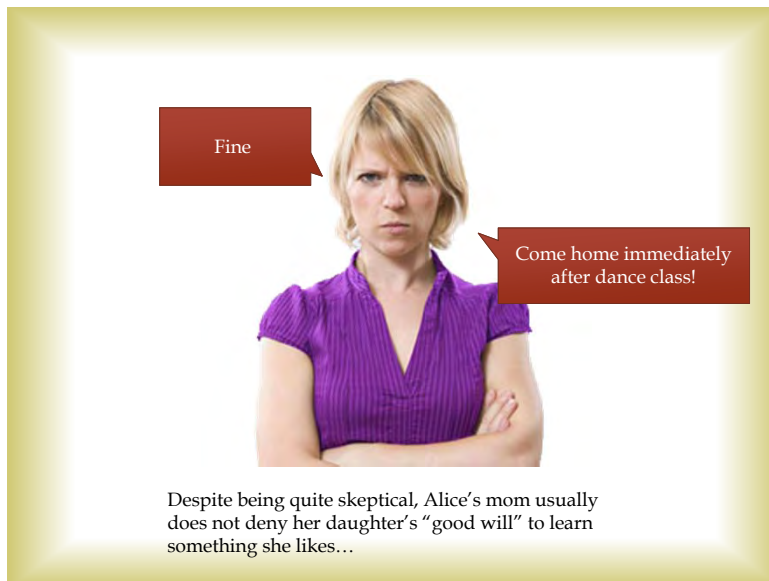 Fine
Come home immediately
after dance class!
Despite being quite skeptical, Alice’s mom usually
does not deny her daughter’s “good will” to learn
something she likes…